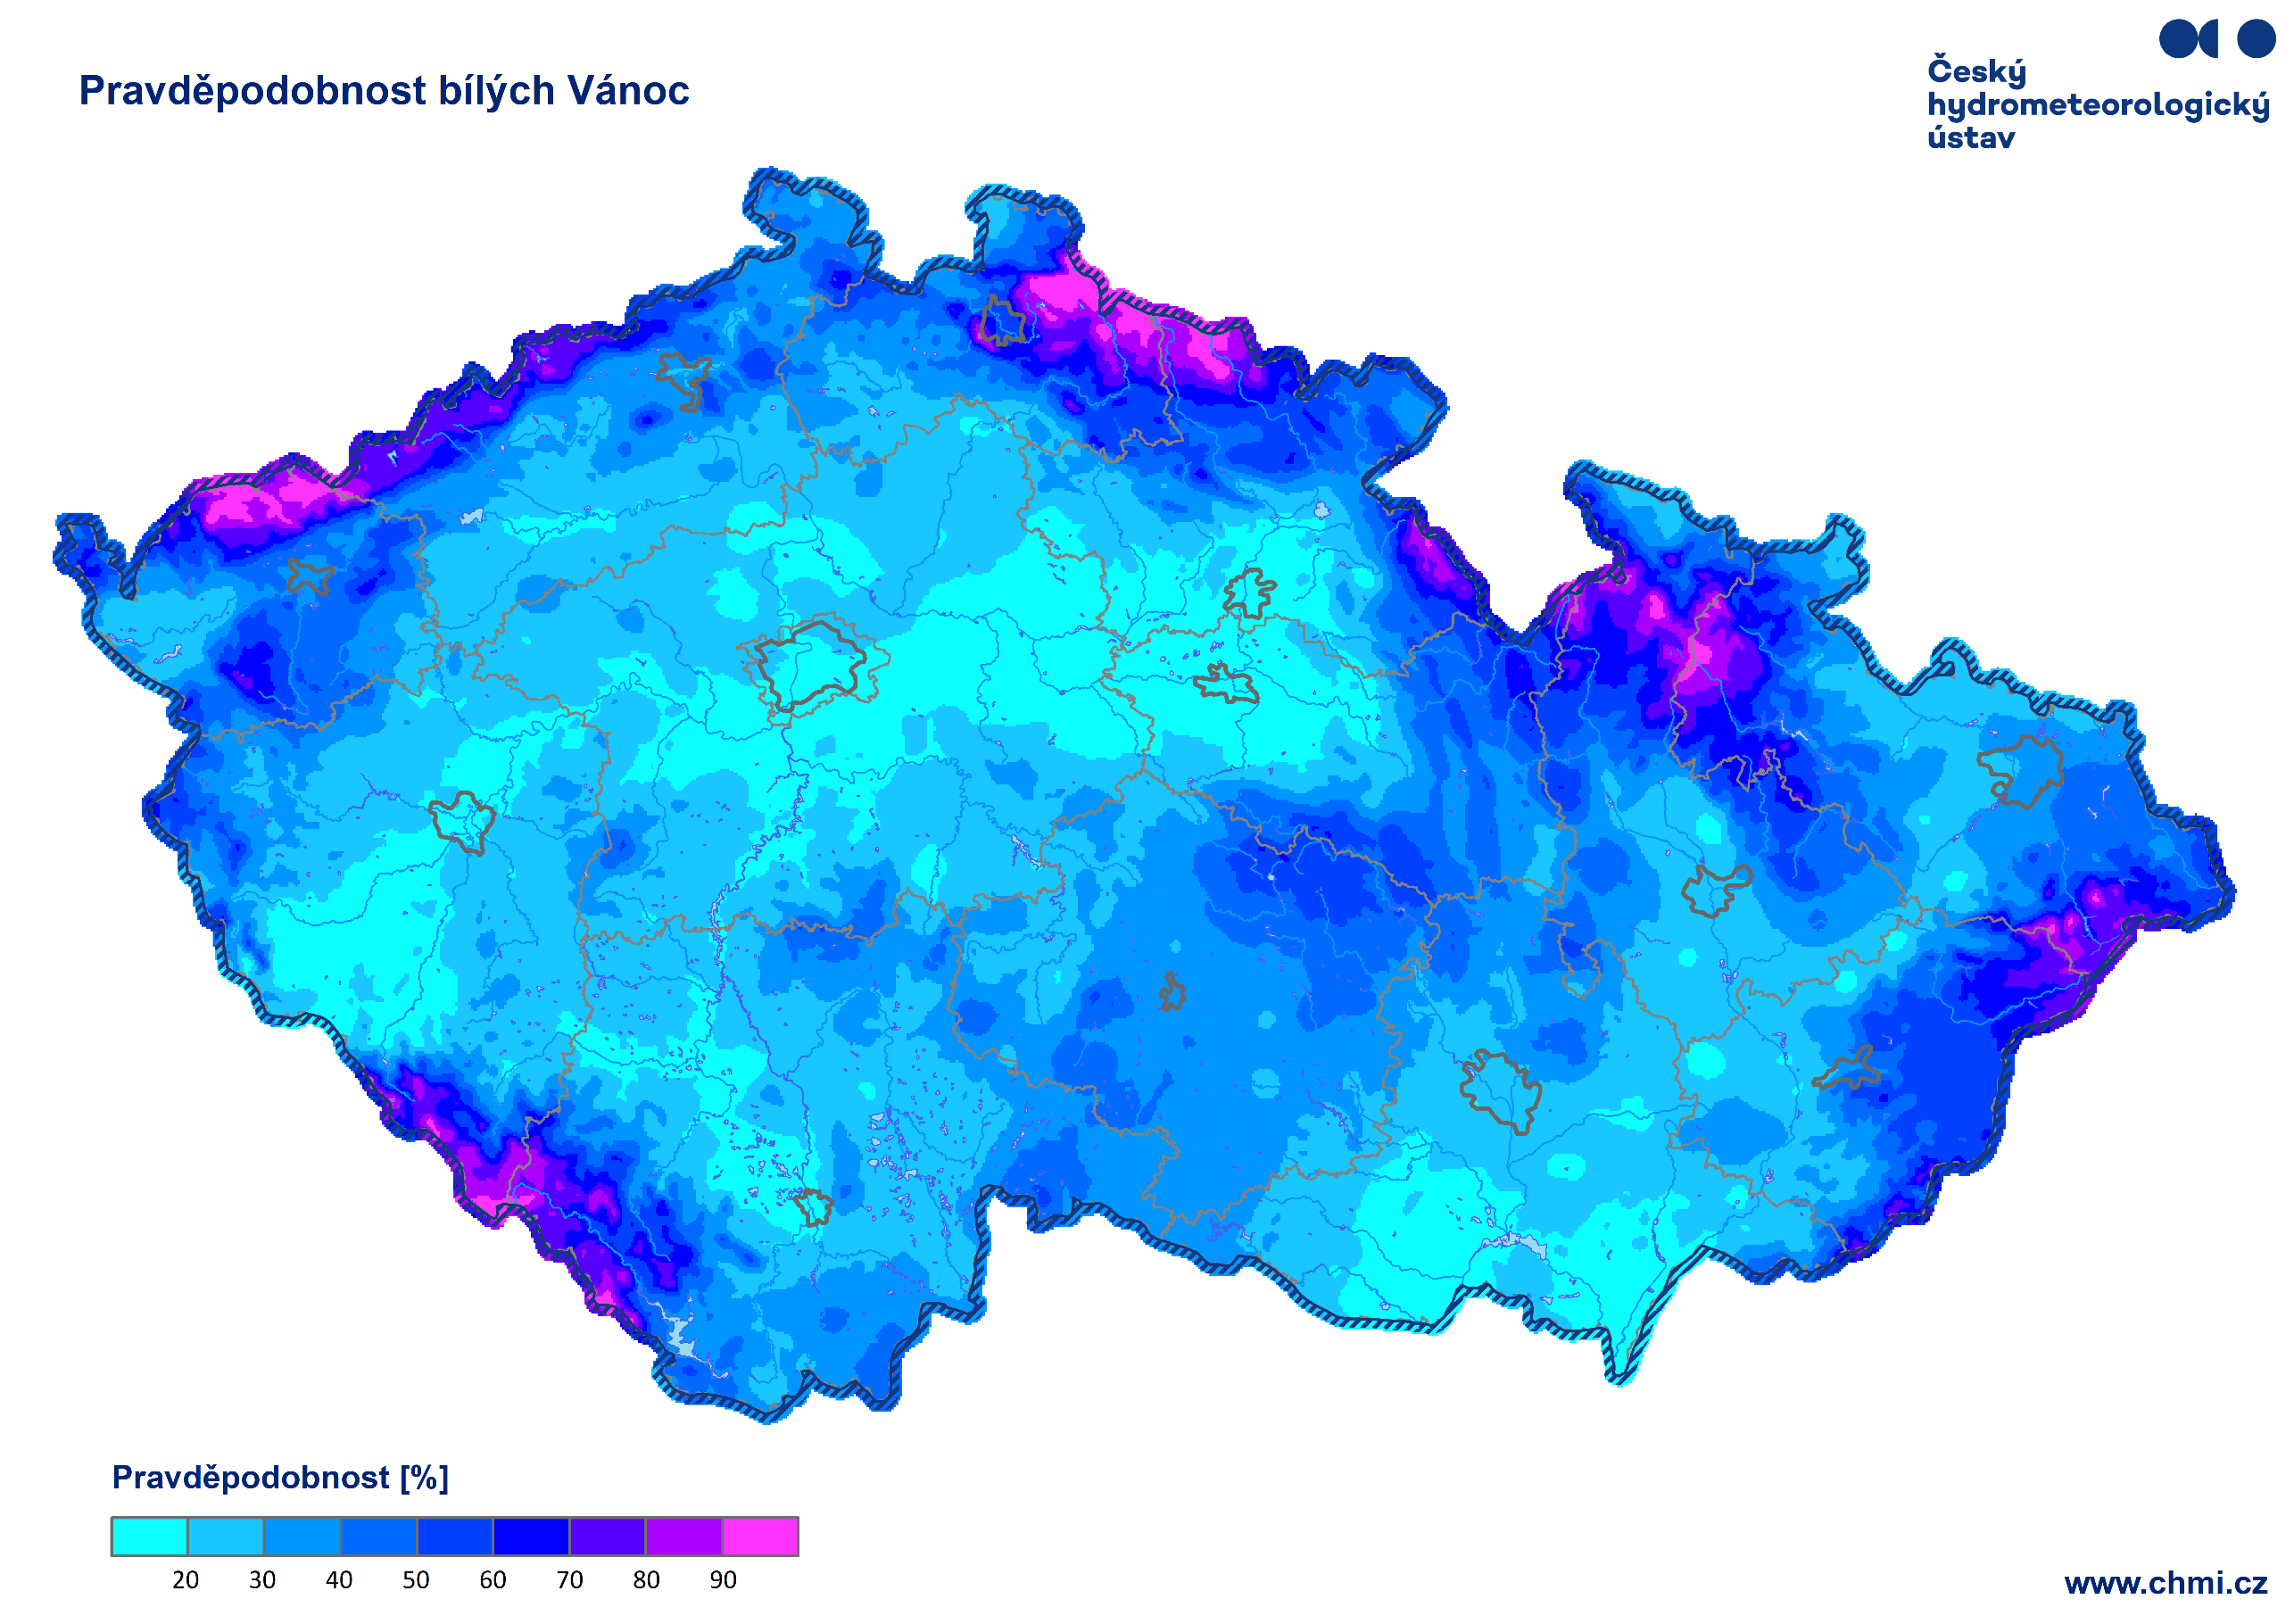 Pravděpodobnost bílých Vánoc
Český
hydrometeorologický
ústav
Pravděpodobnost [%]
20 30 40 50 60 70 80 90
www.chmi.cz